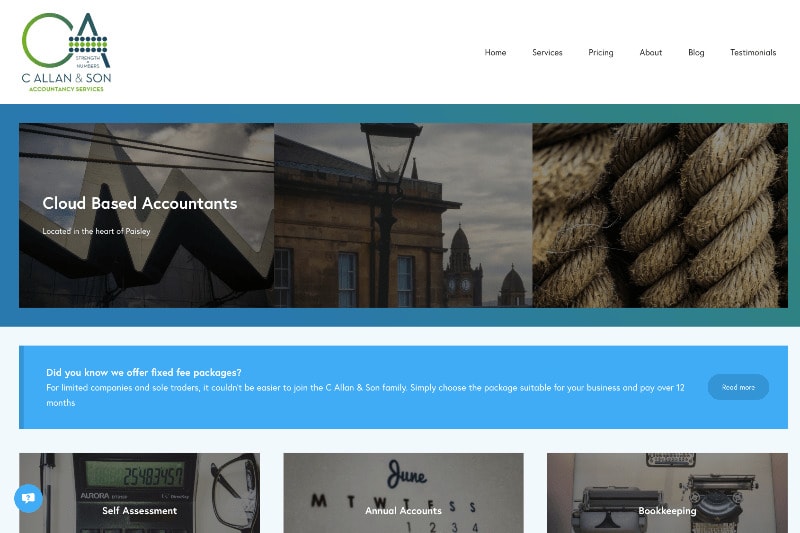 STRENGTH
IN
NUMBERS
C ALLAN & SON
ACCOUNTANCY SERVICES
Home Services Pricing About Blog Testimonials
Cloud Based Accountants
Located in the heart of Paisley
Did you know we offer fixed fee packages?
For limited companies and sole traders, it couldn't be easier to join the C Allan & Son family. Simply choose the package suitable for your business and pay over 12
months
Read more
25483457
AURORA
Self Assessment
June
M T W T F S S
Annual Accounts
1 2 3 4
Bookkeeping